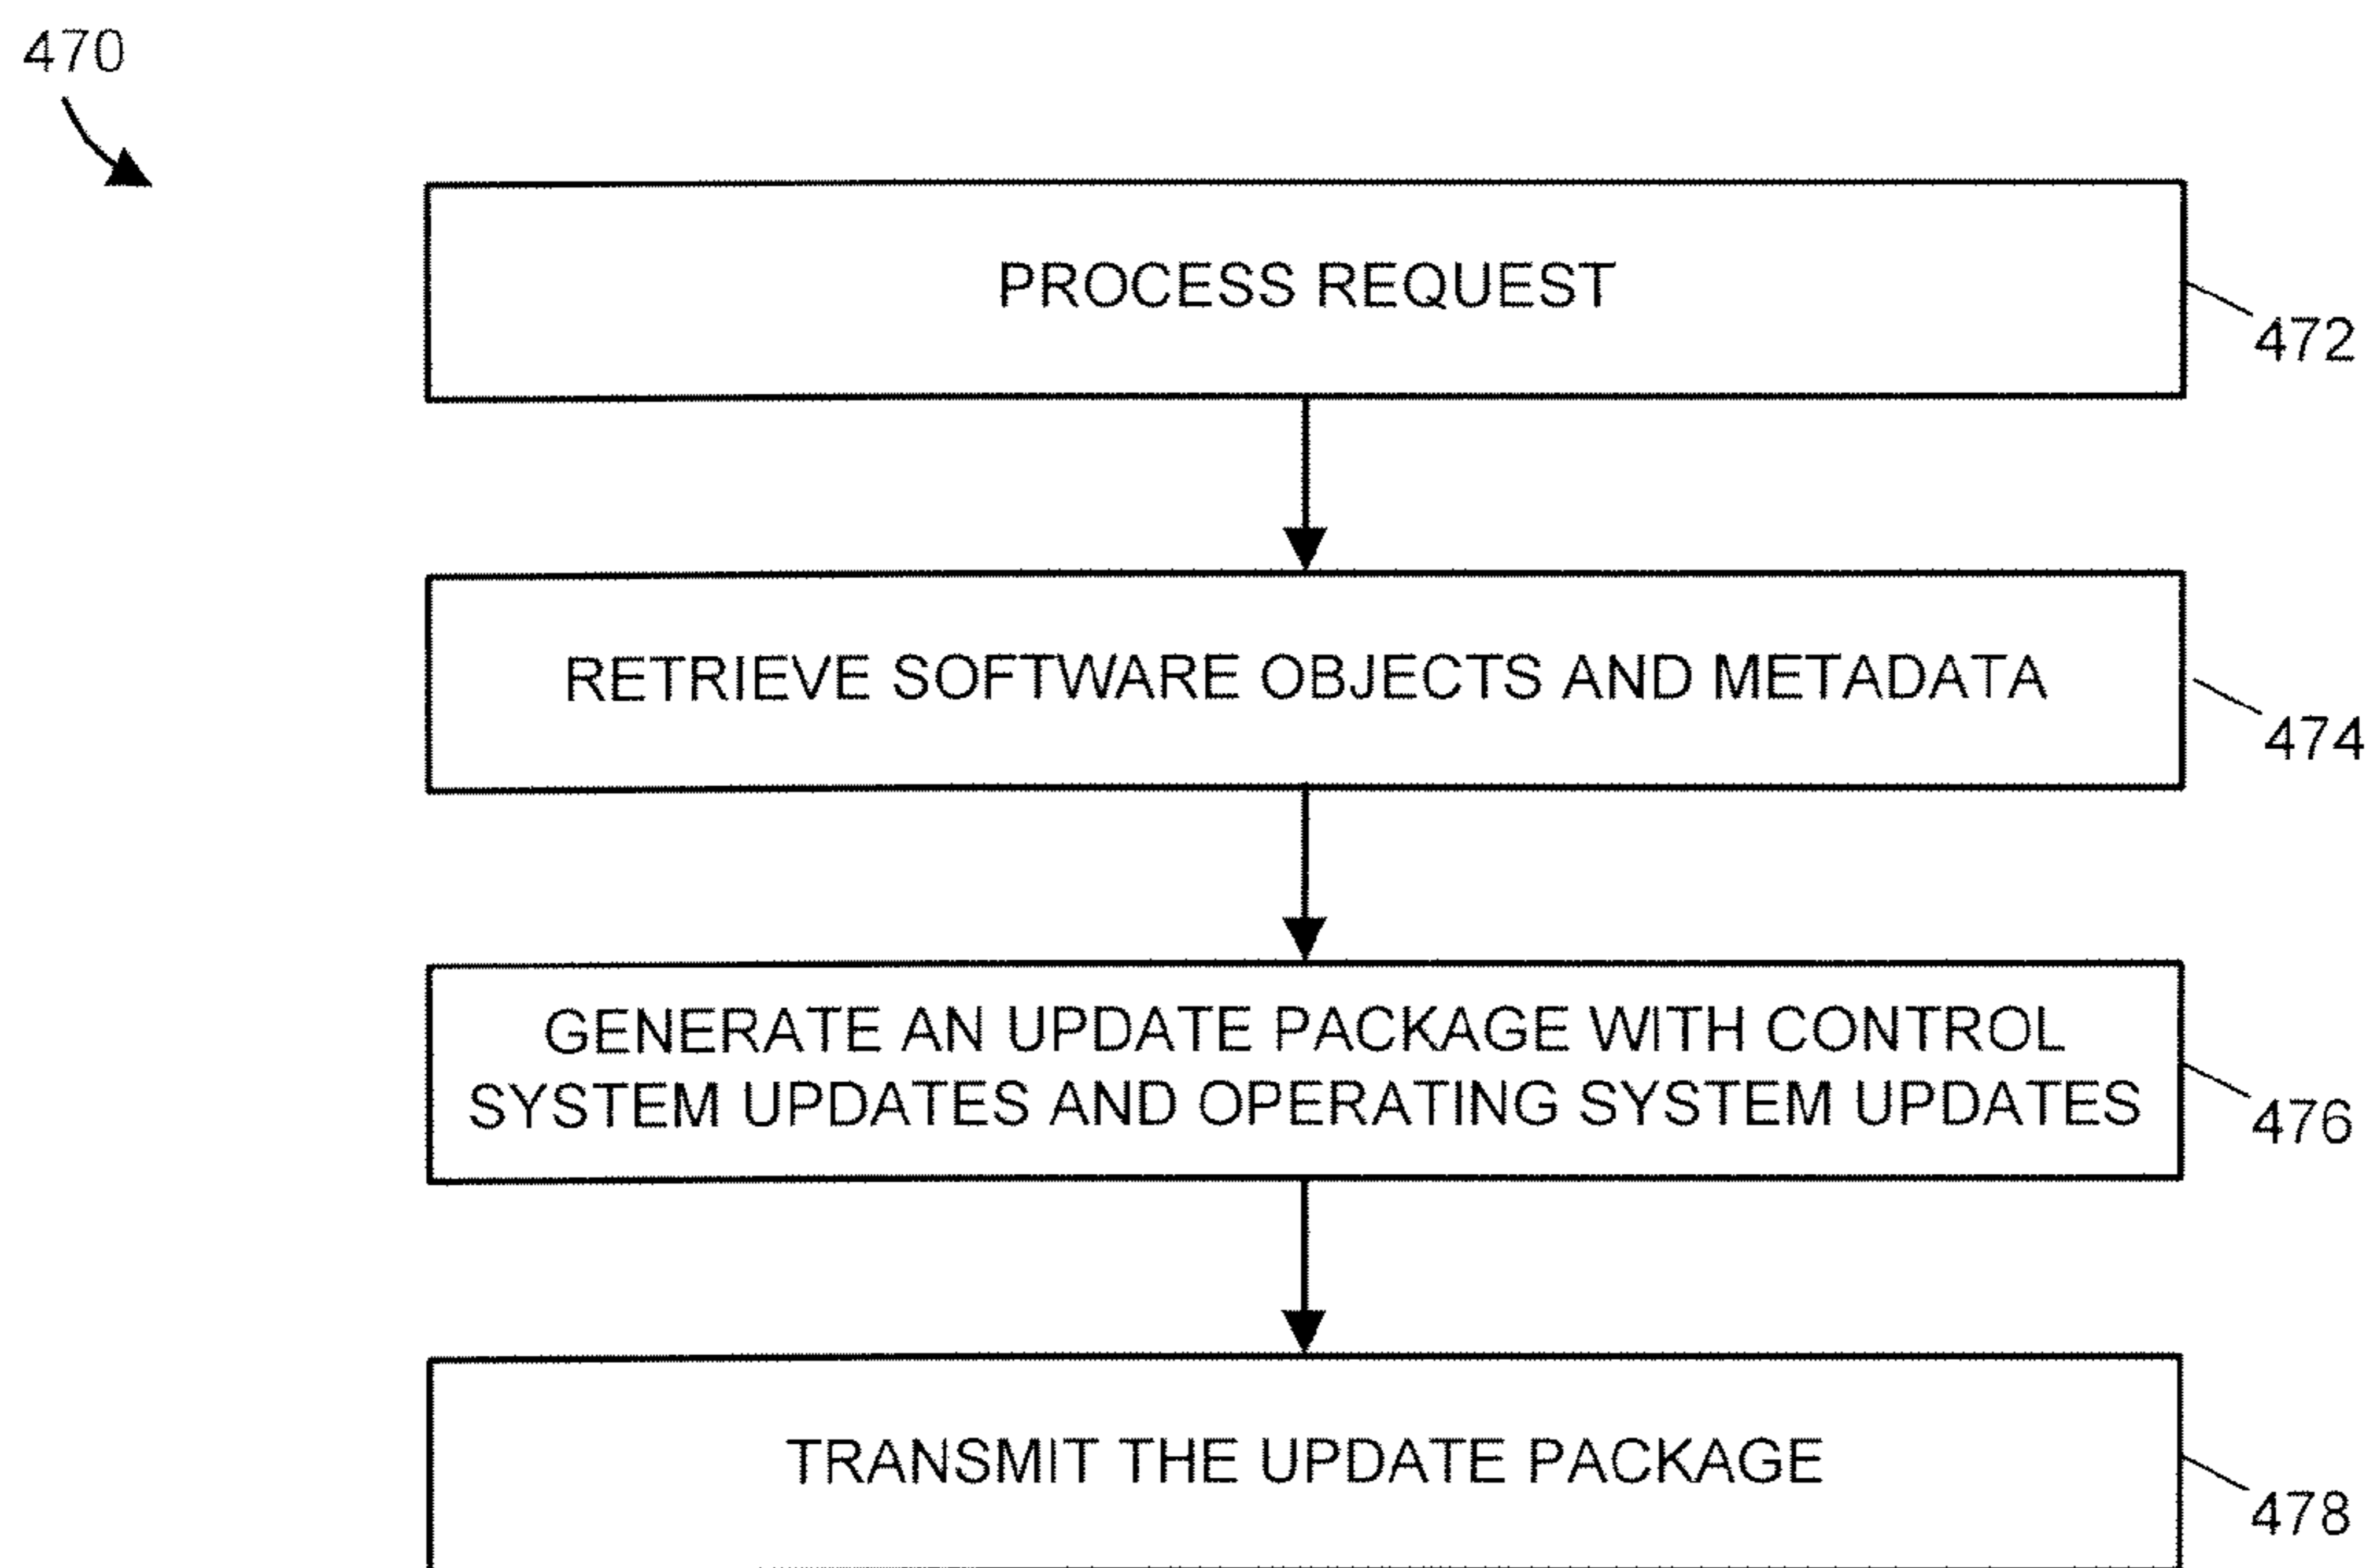 470
PROCESS REQUEST
472
RETRIEVE SOFTWARE OBJECTS AND METADATA
474
GENERATE AN UPDATE PACKAGE WITH CONTROL
SYSTEM UPDATES AND OPERATING SYSTEM UPDATES
476
TRANSMIT THE UPDATE PACKAGE
478